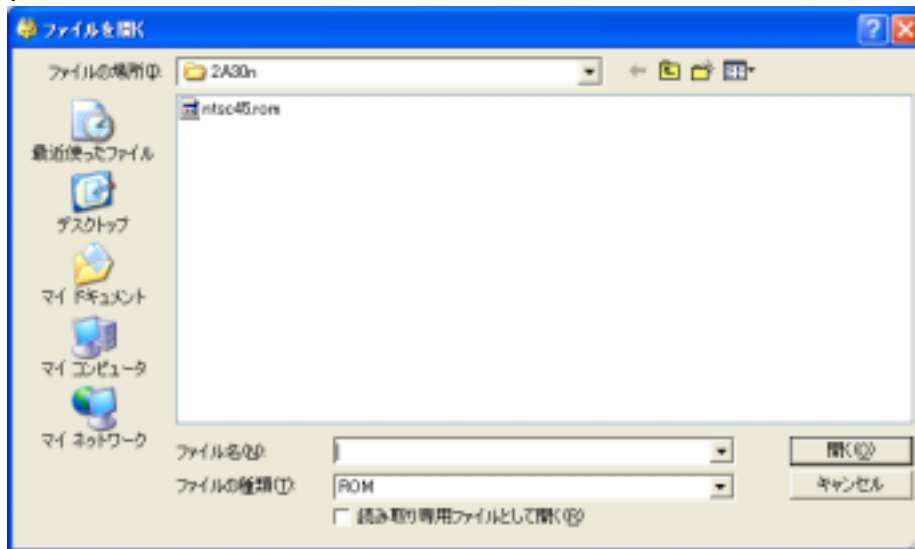 ファイルを開く
ファイルの場所(I):
2A30n
ntsc45.rom
最近使ったファイル
デスクトップ
マイ ドキュメント
マイ コンピュータ
マイ ネットワーク
ファイル名(N):
開く(O)
ファイルの種類(T):
ROM
キャンセル
読み取り専用ファイルとして開く(R)